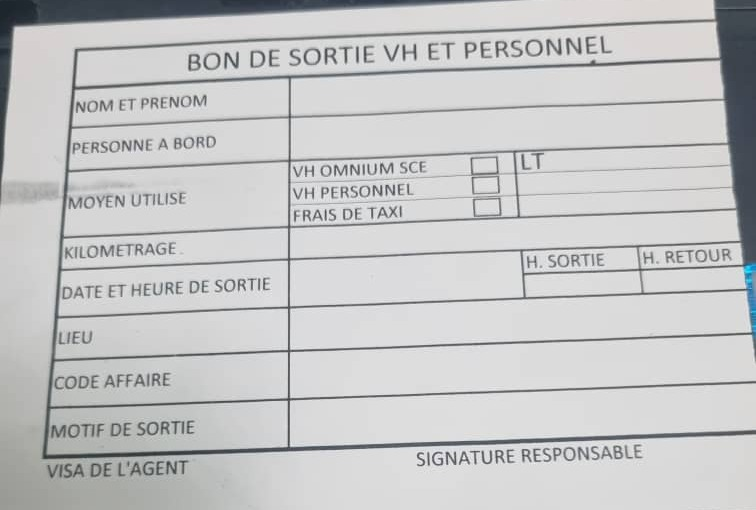 BON DE SORTIE VH ET PERSONNEL
NOM ET PRENOM
PERSONNE A BORD
MOYEN UTILISE
VH OMNIUM SCE
LT
VH PERSONNEL
FRAIS DE TAXI
KILOMETRAGE
DATE ET HEURE DE SORTIE
H. SORTIE
H. RETOUR
LIEU
CODE AFFAIRE
MOTIF DE SORTIE
VISA DE L'AGENT
SIGNATURE RESPONSABLE